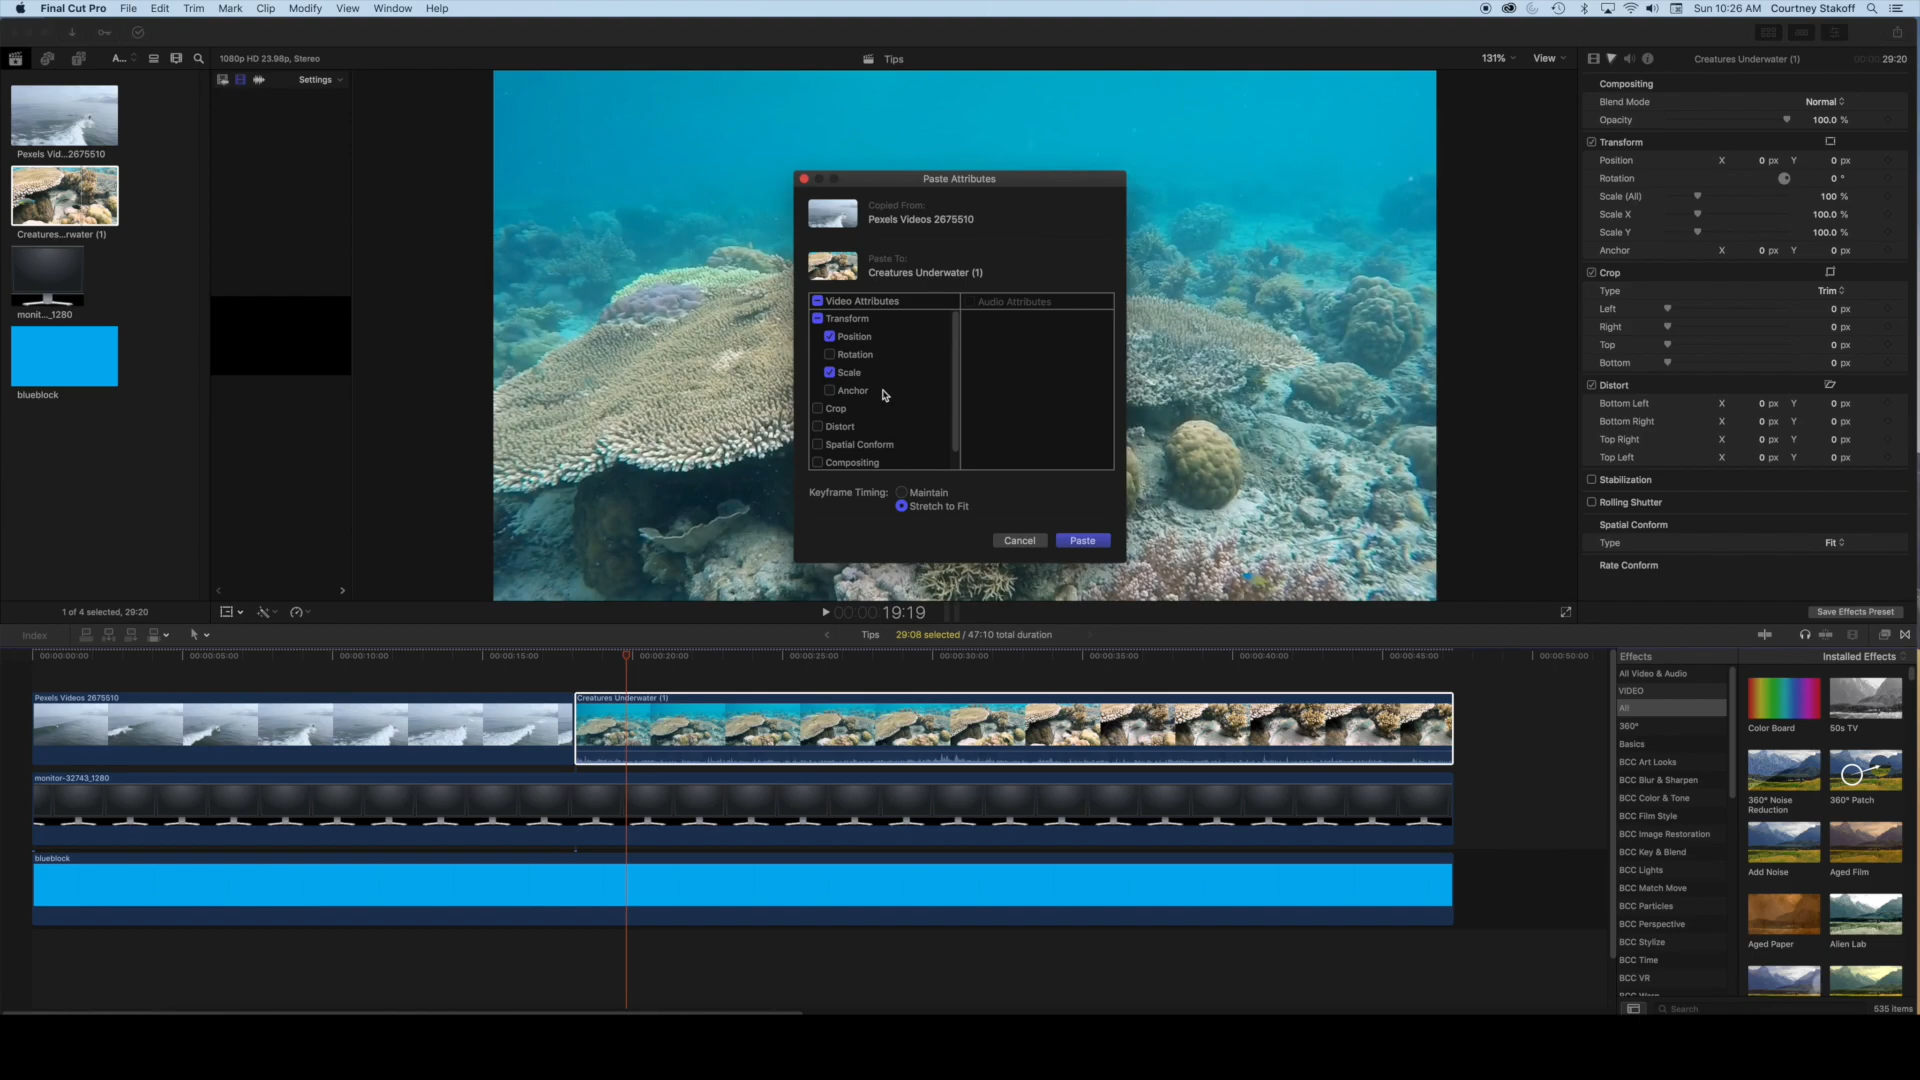 Final Cut Pro File Edit Trim Mark Clip Modify View Window Help
Sun 10:26 AM Courtney Stakoff
A...
1080p HD 23.98p, Stereo
Tips
131%
View
Settings
Pexels Vid...2675510
Creatures...rwater (1)
monit..._1280
blueblock
1 of 4 selected, 29:20
Paste Attributes
Copied From:
Pexels Videos 2675510
Paste To:
Creatures Underwater (1)
Video Attributes
Audio Attributes
Transform
Position
Rotation
Scale
Anchor
Crop
Distort
Spatial Conform
Compositing
Keyframe Timing: Maintain
Stretch to Fit
Cancel
Paste
00:00:00 19:19
Creatures Underwater (1) 00:00: 29:20
Compositing
Blend Mode Normal
Opacity 100.0 %
Transform
Position X 0 px Y 0 px
Rotation 0 °
Scale (All) 100 %
Scale X 100.0 %
Scale Y 100.0 %
Anchor X 0 px Y 0 px
Crop
Type Trim
Left 0 px
Right 0 px
Top 0 px
Bottom 0 px
Distort
Bottom Left X 0 px Y 0 px
Bottom Right X 0 px Y 0 px
Top Right X 0 px Y 0 px
Top Left X 0 px Y 0 px
Stabilization
Rolling Shutter
Spatial Conform
Type Fit
Rate Conform
Save Effects Preset
Index
Tips 29:08 selected / 47:10 total duration
00:00:00:00 00:00:05:00 00:00:10:00 00:00:15:00 00:00:20:00 00:00:25:00 00:00:30:00 00:00:35:00 00:00:40:00 00:00:45:00 00:00:50:00
Pexels Videos 2675510
Creatures Underwater (1)
monitor-32743_1280
blueblock
Effects
Installed Effects
All Video & Audio
VIDEO
All
360°
Basics
BCC Art Looks
BCC Blur & Sharpen
BCC Color & Tone
BCC Film Style
BCC Image Restoration
BCC Key & Blend
BCC Lights
BCC Match Move
BCC Particles
BCC Perspective
BCC Stylize
BCC Time
BCC VR
BCC Warp
Color Board
50s TV
360° Noise
Reduction
360° Patch
Add Noise
Aged Film
Aged Paper
Alien Lab
Search
535 items